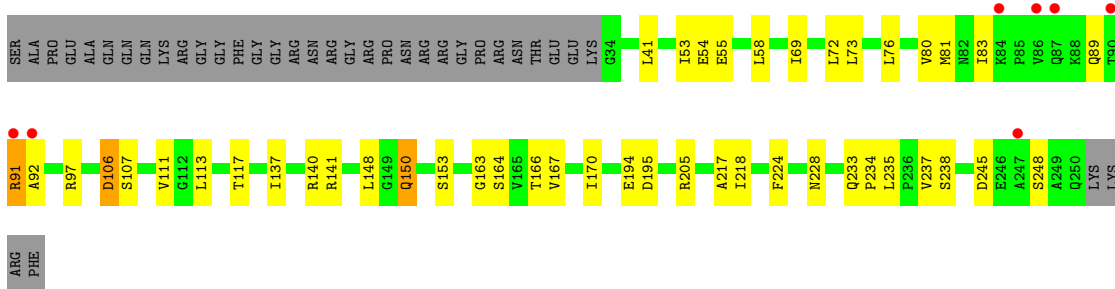 SER ALA PRO GLU ALA GLN GLN GLN LYS ARG GLY GLY PHE GLY GLY ARG ASN ARG GLY ARG PRO ASN ARG ARG GLY PRO ARG ASN THR GLU GLU LYS G34 L41 I53 E54 E55 L58 I69 L72 L73 L76 V80 M81 N82 I83 K84 P85 V86 Q87 K88 Q89 T90
R91 A92 R97 D106 S107 V111 G112 L113 T117 I137 R140 R141 L148 G149 Q150 S153 G163 S164 V165 T166 V167 I170 E194 D195 R205 A217 I218 F224 N228 Q233 P234 L235 P236 V237 S238 D245 E246 A247 S248 A249 Q250 LYS LYS
ARG PHE